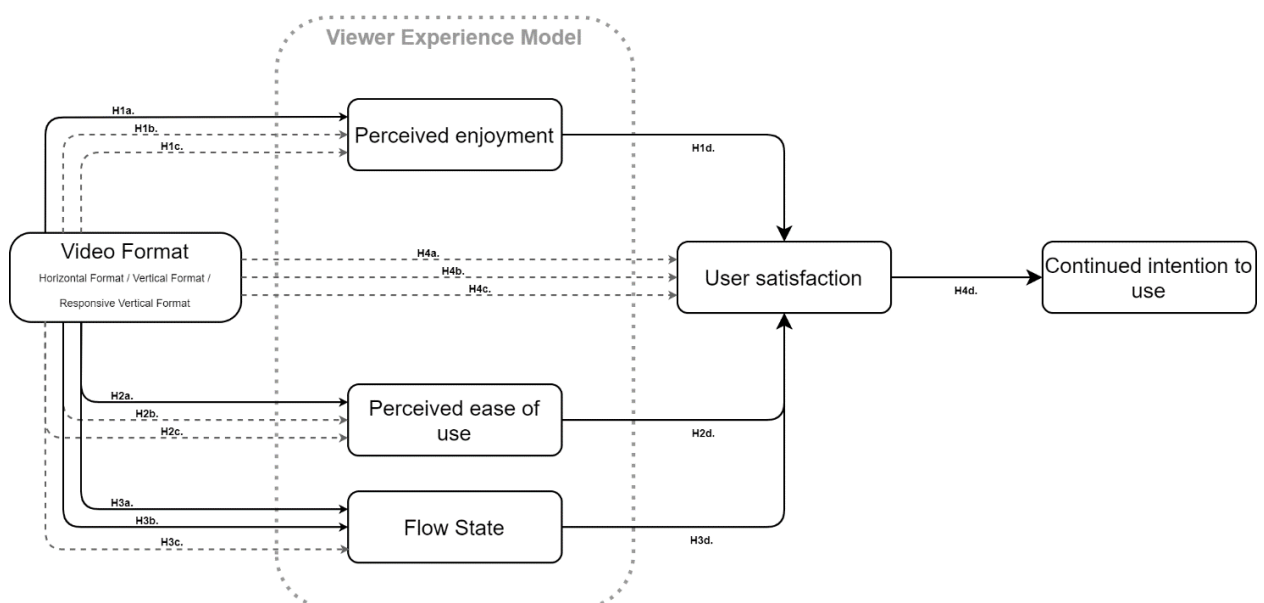 Viewer Experience Model
H1a.
H1b.
H1c.
Perceived enjoyment
H1d.
Video Format
Horizontal Format / Vertical Format /
Responsive Vertical Format
H4a.
H4b.
H4c.
User satisfaction
H4d.
Continued intention to
use
H2a.
H2b.
H2c.
Perceived ease of
use
H2d.
H3a.
H3b.
H3c.
Flow State
H3d.